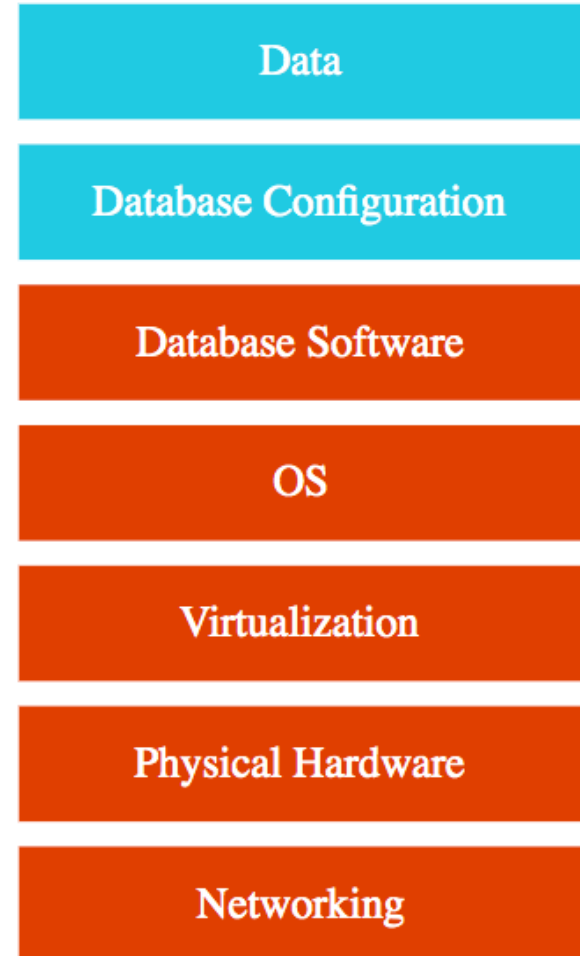 Data
Database Configuration
Database Software
OS
Virtualization
Physical Hardware
Networking